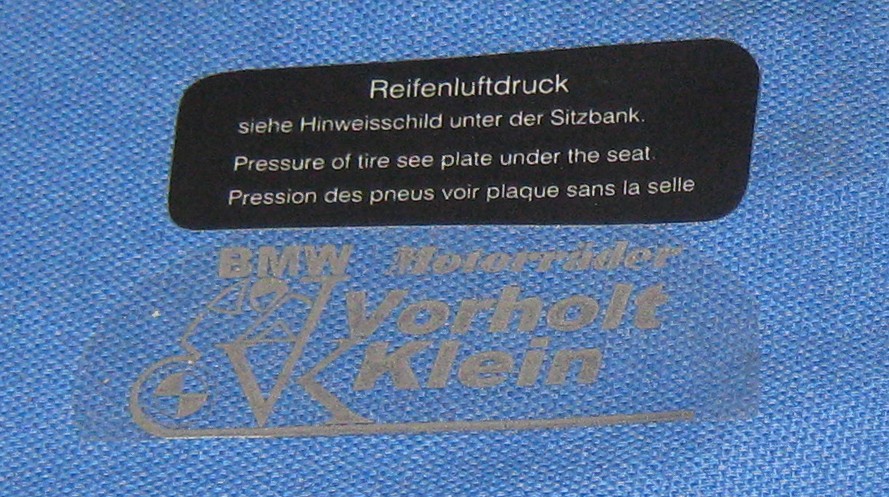 Reifenluftdruck
siehe Hinweisschild unter der Sitzbank.
Pressure of tire see plate under the seat.
Pression des pneus voir plaque sans la selle
BMW Motorräder
Vorholt
Klein
VK